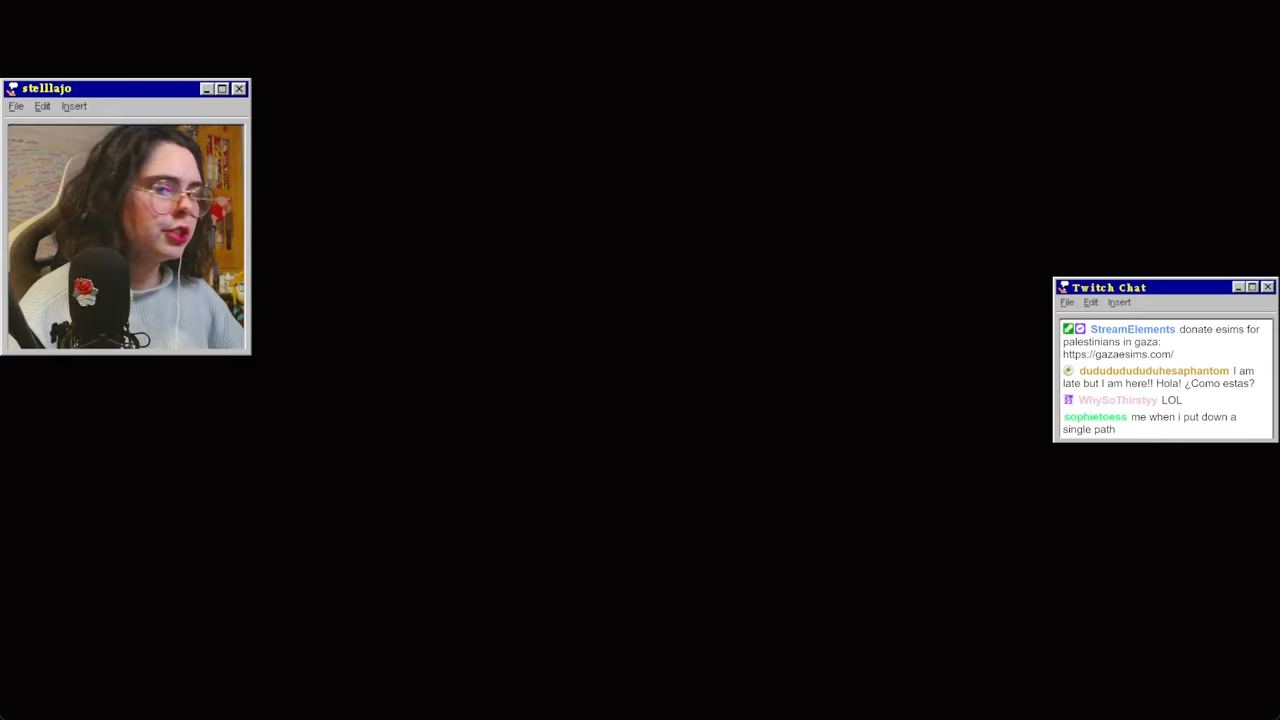 stelllajo
File Edit Insert
Twitch Chat
File Edit Insert
StreamElements donate esims for
palestinians in gaza:
https://gazaesims.com/
dudududududuhesaphantom I am
late but I am here!! Hola! ¿Como estas?
WhySoThirstyy LOL
sophietoess me when i put down a
single path